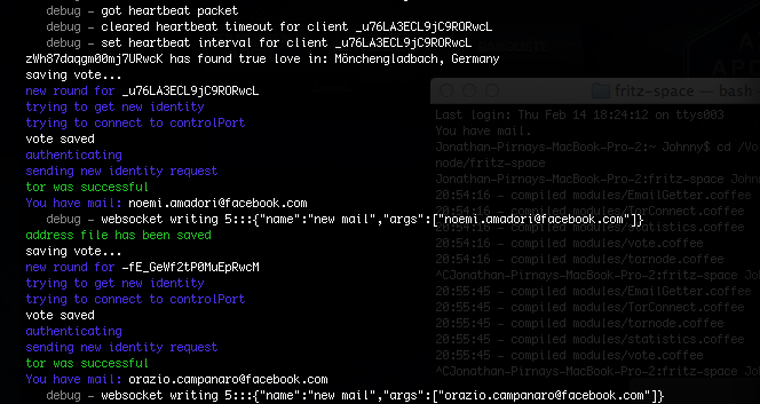 debug - got heartbeat packet
debug - cleared heartbeat timeout for client _u76LA3ECL9jC9RORwcL
debug - set heartbeat interval for client _u76LA3ECL9jC9RORwcL
zWh87daqgm00mj7URwcK has found true love in: Mönchengladbach, Germany
saving vote...
new round for _u76LA3ECL9jC9RORwcL
trying to get new identity
trying to connect to controlPort
vote saved
authenticating
sending new identity request
tor was successful
You have mail: noemi.amadori@facebook.com
debug - websocket writing 5:::{"name":"new mail","args":["noemi.amadori@facebook.com"]}
address file has been saved
saving vote...
new round for -fE_GeWf2tP0MuEpRwcM
trying to get new identity
trying to connect to controlPort
vote saved
authenticating
sending new identity request
tor was successful
You have mail: orazio.campanaro@facebook.com
debug - websocket writing 5:::{"name":"new mail","args":["orazio.campanaro@facebook.com"]}
fritz-space — bash
Last login: Thu Feb 14 18:24:12 on ttys003
You have mail.
Jonathan-Pirnays-MacBook-Pro-2:~ Johnny$ cd /Vo
node/fritz-space
Jonathan-Pirnays-MacBook-Pro-2:fritz-space John
20:54:16 - compiled modules/EmailGetter.coffee
20:54:16 - compiled modules/TorConnect.coffee
20:54:16 - compiled modules/statistics.coffee
20:54:16 - compiled modules/vote.coffee
20:54:16 - compiled modules/tornode.coffee
^CJonathan-Pirnays-MacBook-Pro-2:fritz-space Jo
20:55:45 - compiled modules/EmailGetter.coffee
20:55:45 - compiled modules/TorConnect.coffee
20:55:45 - compiled modules/tornode.coffee
20:55:45 - compiled modules/statistics.coffee
20:55:45 - compiled modules/vote.coffee
^CJonathan-Pirnays-MacBook-Pro-2:fritz-space Jo